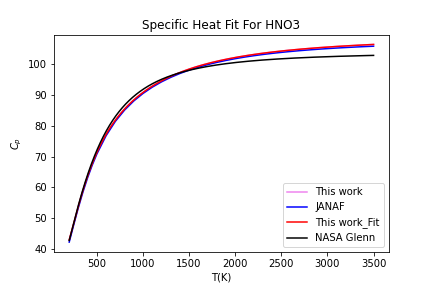 Specific Heat Fit For HNO3
100
90
80
70
60
50
40
C_p
500
1000
1500
2000
2500
3000
3500
T(K)
This work
JANAF
This work_Fit
NASA Glenn